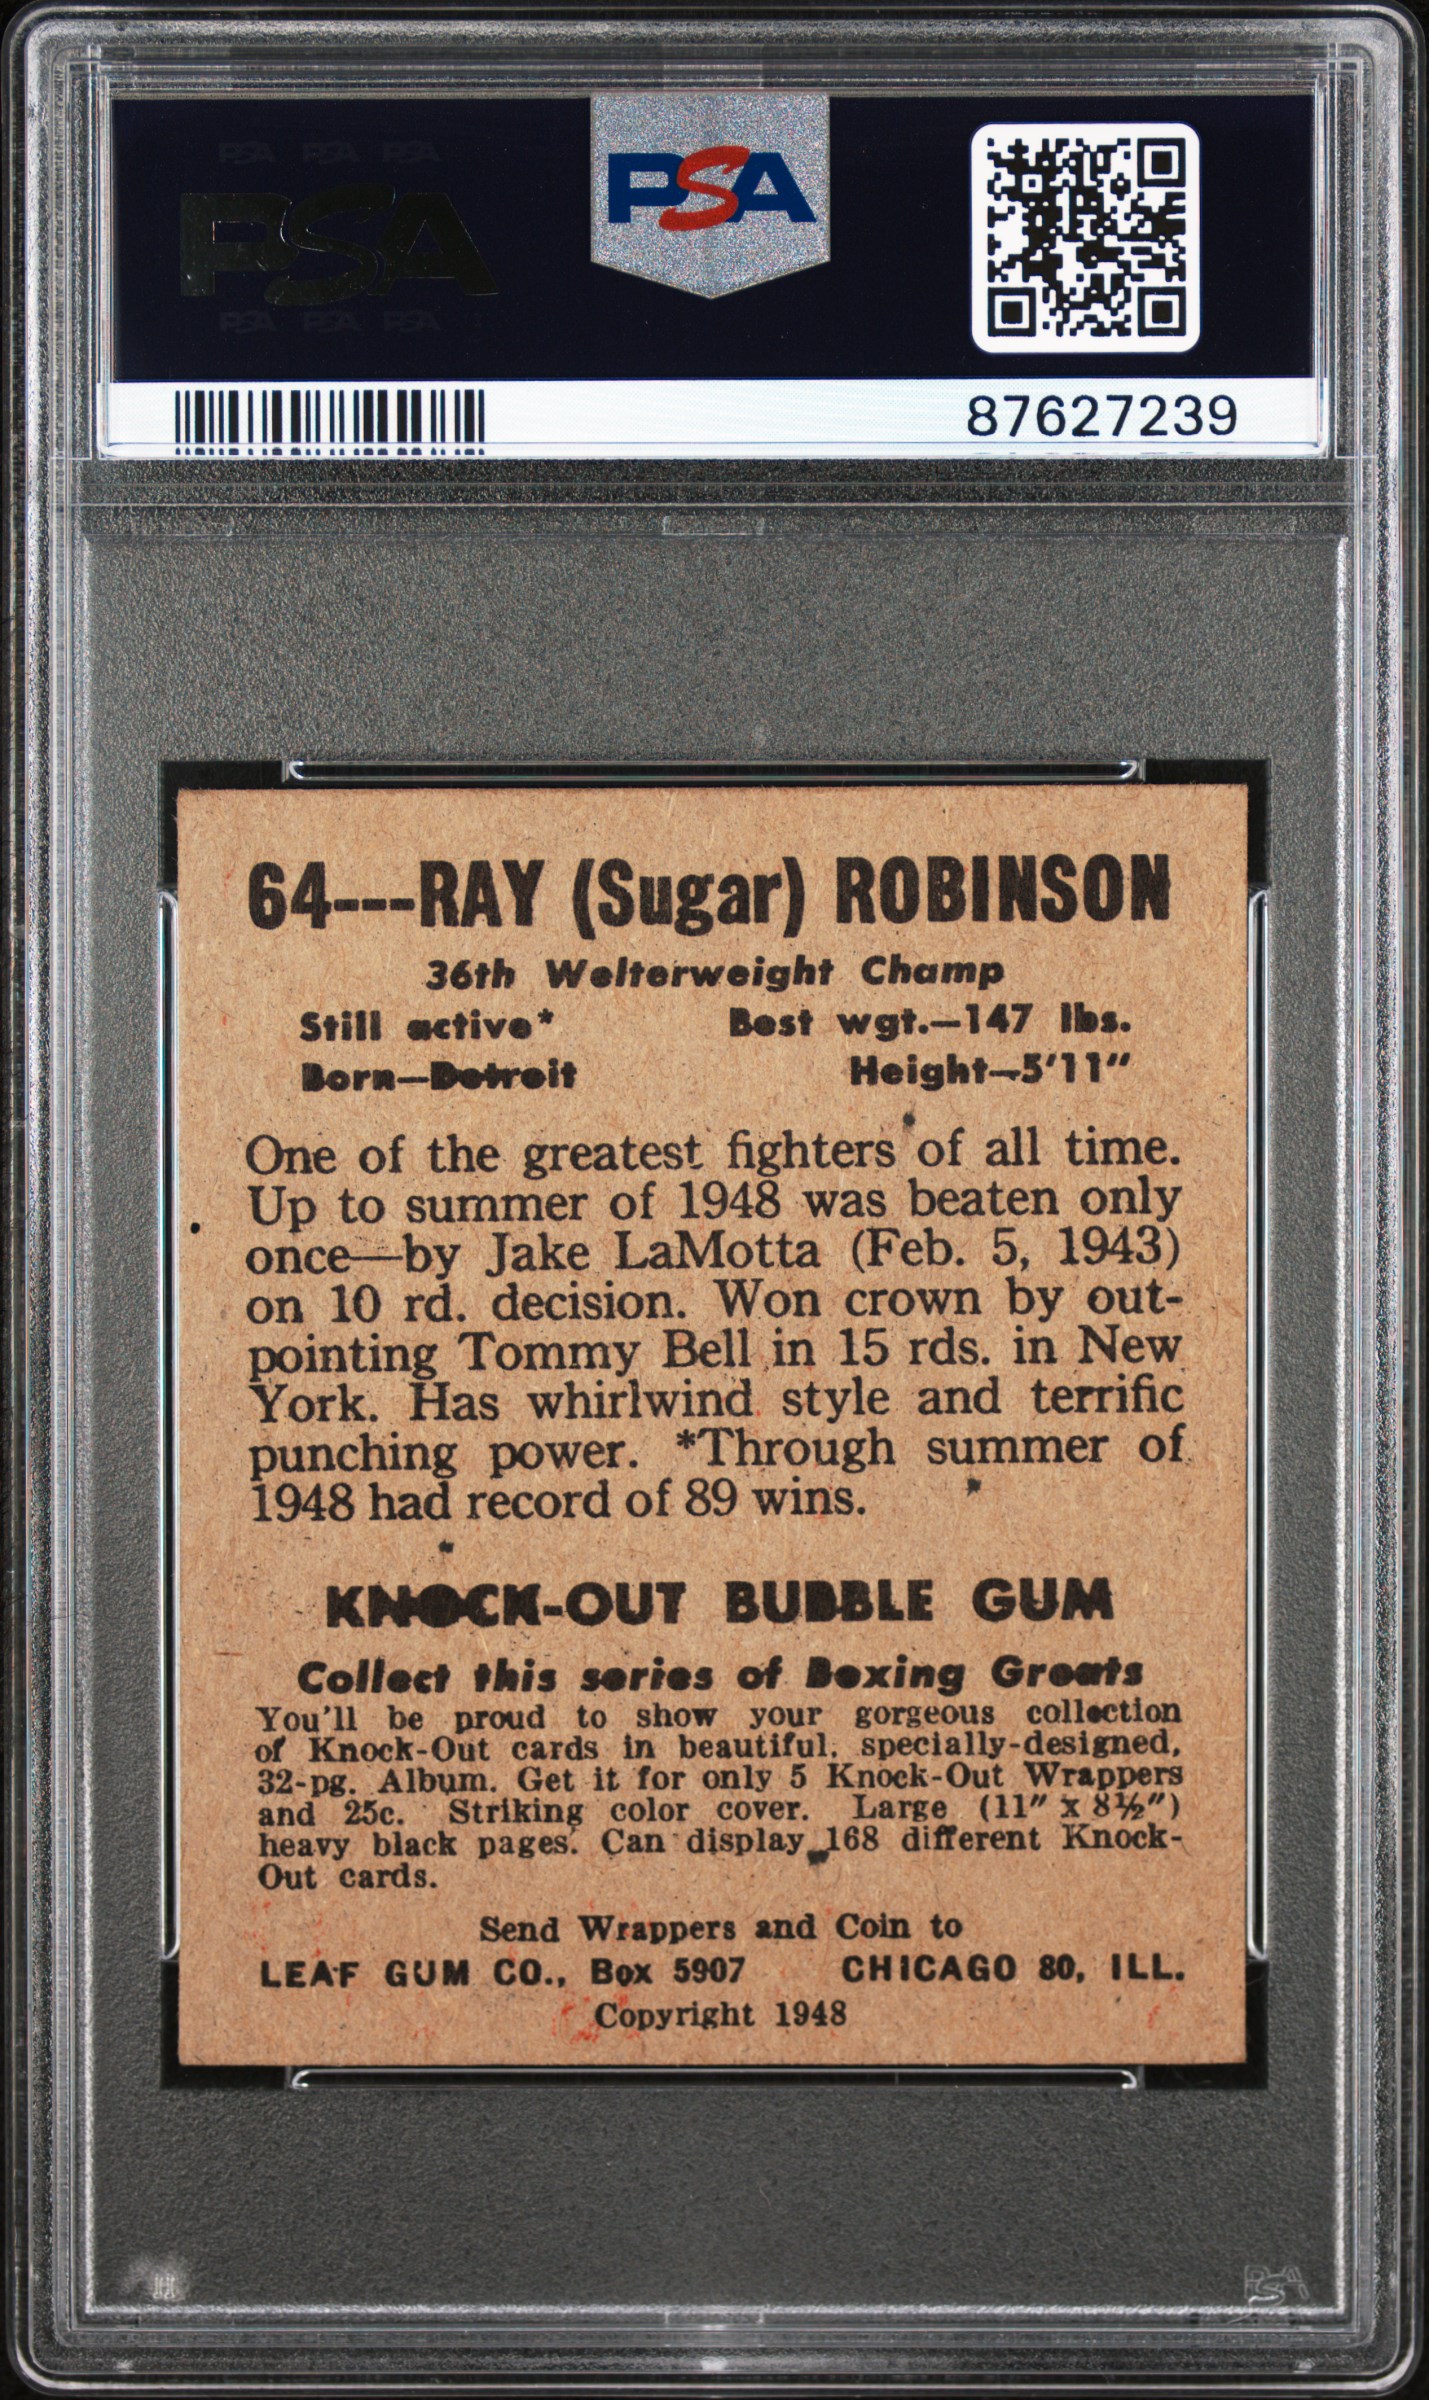 PSA PSA PSA
PSA
PSA
PSA PSA PSA
87627239
64---RAY (Sugar) ROBINSON
36th Welterweight Champ
Still active* Best wgt.—147 lbs.
Born—Detroit Height—5'11"
One of the greatest fighters of all time.
Up to summer of 1948 was beaten only
once—by Jake LaMotta (Feb. 5, 1943)
on 10 rd. decision. Won crown by out-
pointing Tommy Bell in 15 rds. in New
York. Has whirlwind style and terrific
punching power. *Through summer of
1948 had record of 89 wins.
KNOCK-OUT BUBBLE GUM
Collect this series of Boxing Greats
You'll be proud to show your gorgeous collection
of Knock-Out cards in beautiful, specially-designed,
32-pg. Album. Get it for only 5 Knock-Out Wrappers
and 25c. Striking color cover. Large (11" x 8½")
heavy black pages. Can display 168 different Knock-
Out cards.
Send Wrappers and Coin to
LEAF GUM CO., Box 5907 CHICAGO 80, ILL.
Copyright 1948
PSA